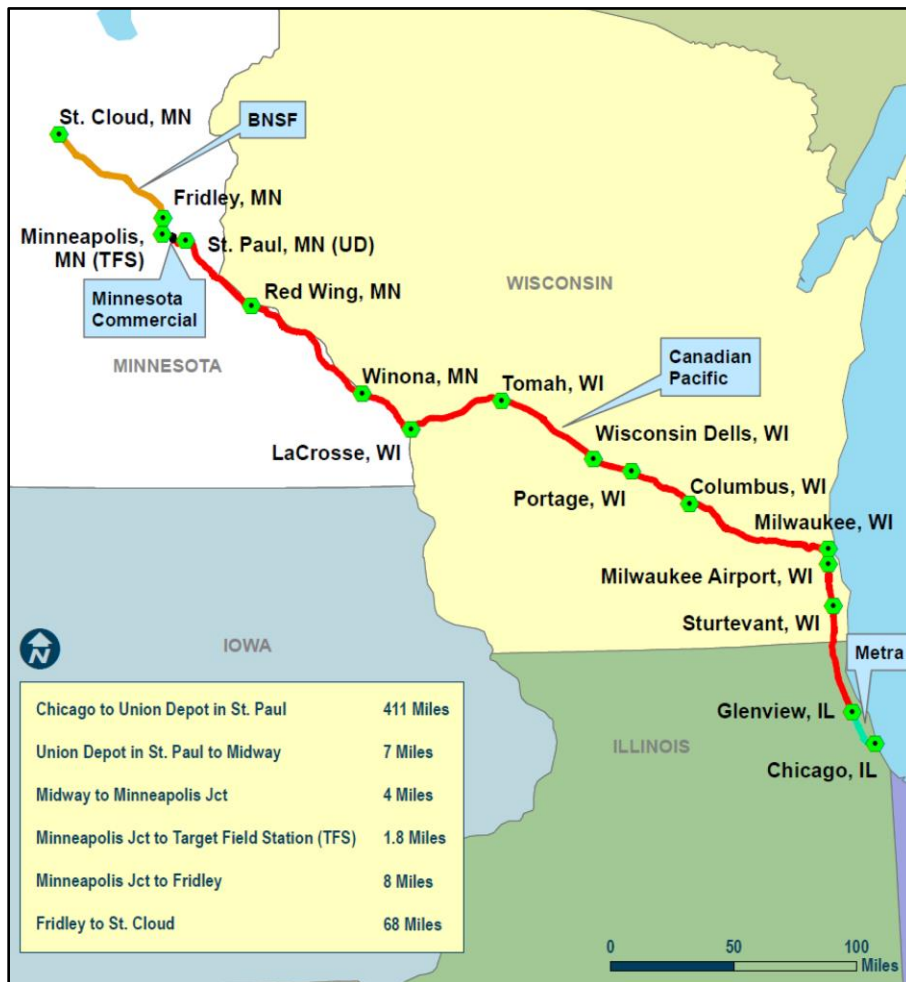 St. Cloud, MN
BNSF
Fridley, MN
Minneapolis,
MN (TFS)
St. Paul, MN (UD)
Minnesota
Commercial
Red Wing, MN
WISCONSIN
MINNESOTA
Winona, MN
Tomah, WI
Canadian
Pacific
LaCrosse, WI
Wisconsin Dells, WI
Portage, WI
Columbus, WI
Milwaukee, WI
Milwaukee Airport, WI
Sturtevant, WI
IOWA
N
Metra
Glenview, IL
ILLINOIS
Chicago, IL
Chicago to Union Depot in St. Paul 411 Miles
Union Depot in St. Paul to Midway 7 Miles
Midway to Minneapolis Jct 4 Miles
Minneapolis Jct to Target Field Station (TFS) 1.8 Miles
Minneapolis Jct to Fridley 8 Miles
Fridley to St. Cloud 68 Miles
0 50 100
Miles